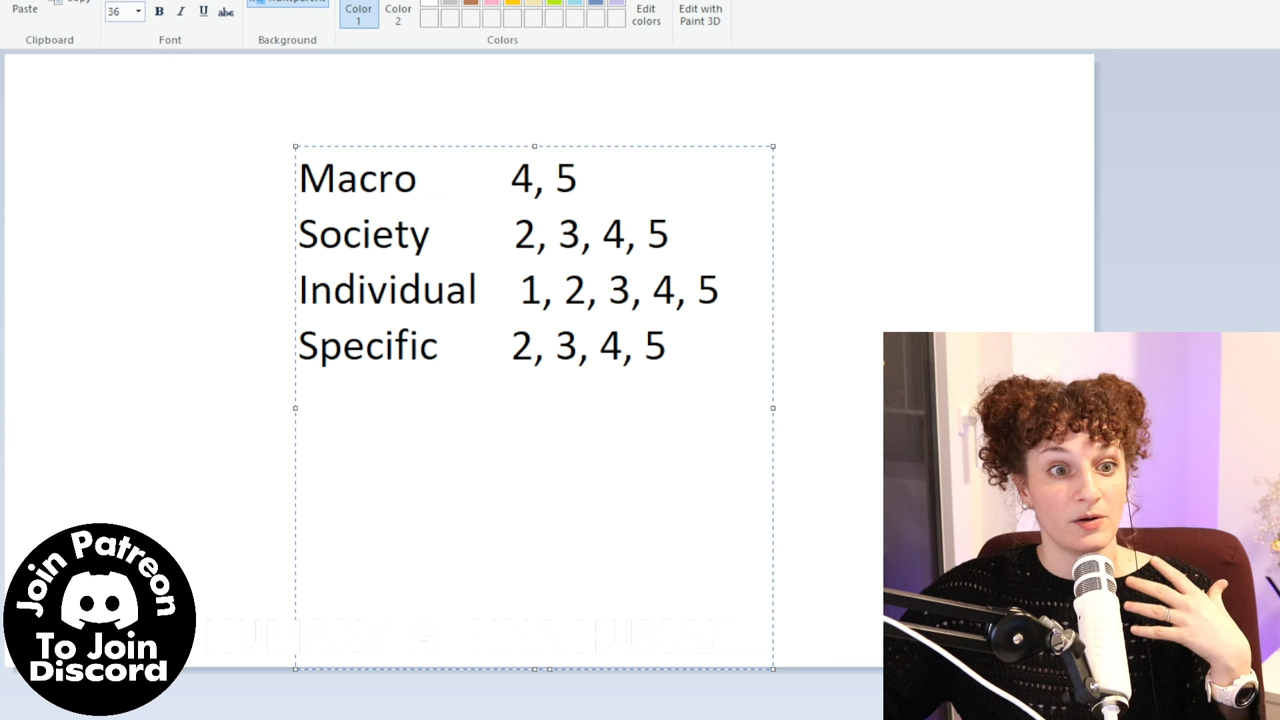 Paste
36
B I U abc
Color 1
Color 2
Edit colors
Edit with Paint 3D
Clipboard
Font
Background
Colors
Macro 4, 5
Society 2, 3, 4, 5
Individual 1, 2, 3, 4, 5
Specific 2, 3, 4, 5
Join Patreon
To Join
Discord